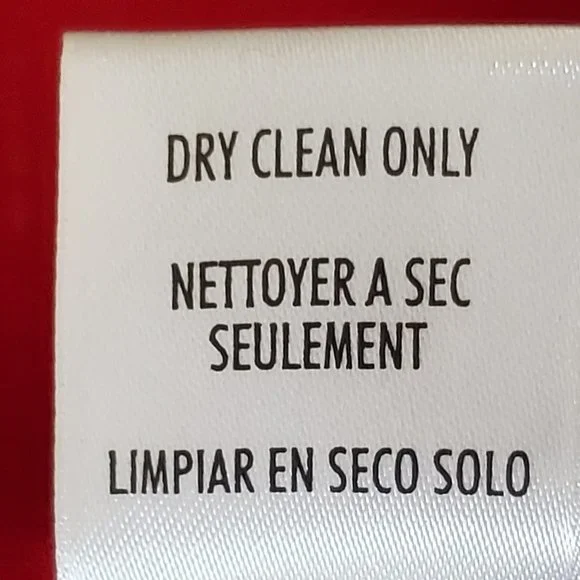 DRY CLEAN ONLY
NETTOYER A SEC
SEULEMENT
LIMPIAR EN SECO SOLO